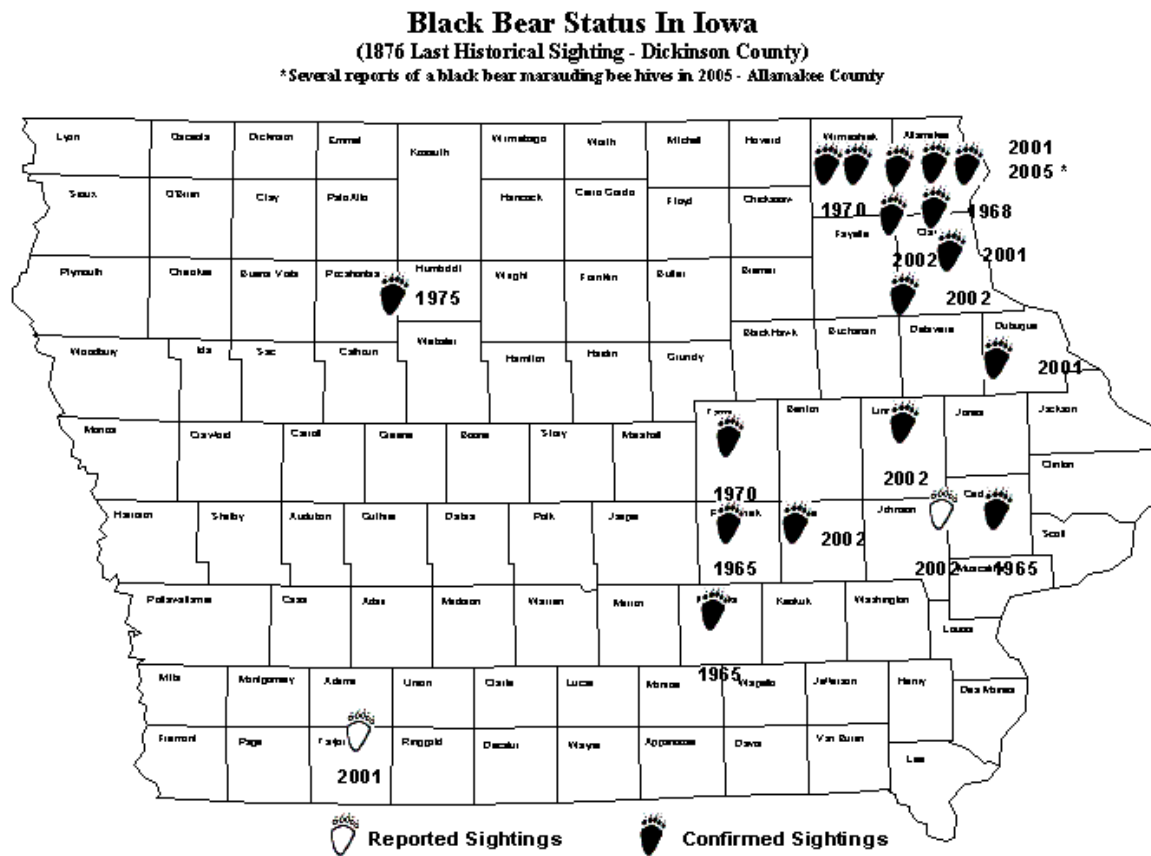 Black Bear Status In Iowa
(1876 Last Historical Sighting - Dickinson County)
*Several reports of a black bear marauding bee hives in 2005 - Allamakee County
Lyon Osceola Dickinson Emmet Kossuth Winnebago Worth Mitchell Howard Winneshiek Allamakee
2001
2005 *
Sioux O'Brien Clay Palo Alto Hancock Cerro Gordo Floyd Chickasaw 1970 1968
Fayette
Plymouth Cherokee Buena Vista Pocahontas Humboldt Wright Franklin Butler Bremer 2002 2001
1975 2002
Woodbury Ida Sac Calhoun Webster Hamilton Hardin Grundy Black Hawk Buchanan Delaware Dubuque
2001
Monona Crawford Carroll Greene Boone Story Marshall Benton Jones Jackson
Clinton
1970 2002
Harrison Shelby Audubon Guthrie Dallas Polk Jasper Johnson Scott
2002
1965 2002 1965
Pottawattamie Cass Adair Madison Warren Marion Keokuk Washington
Louisa
1965
Mills Montgomery Adams Union Clarke Lucas Monroe Wapello Jefferson Henry Des Moines
Fremont Page Ringgold Decatur Wayne Appanoose Davis Van Buren Lee
2001
Reported Sightings Confirmed Sightings